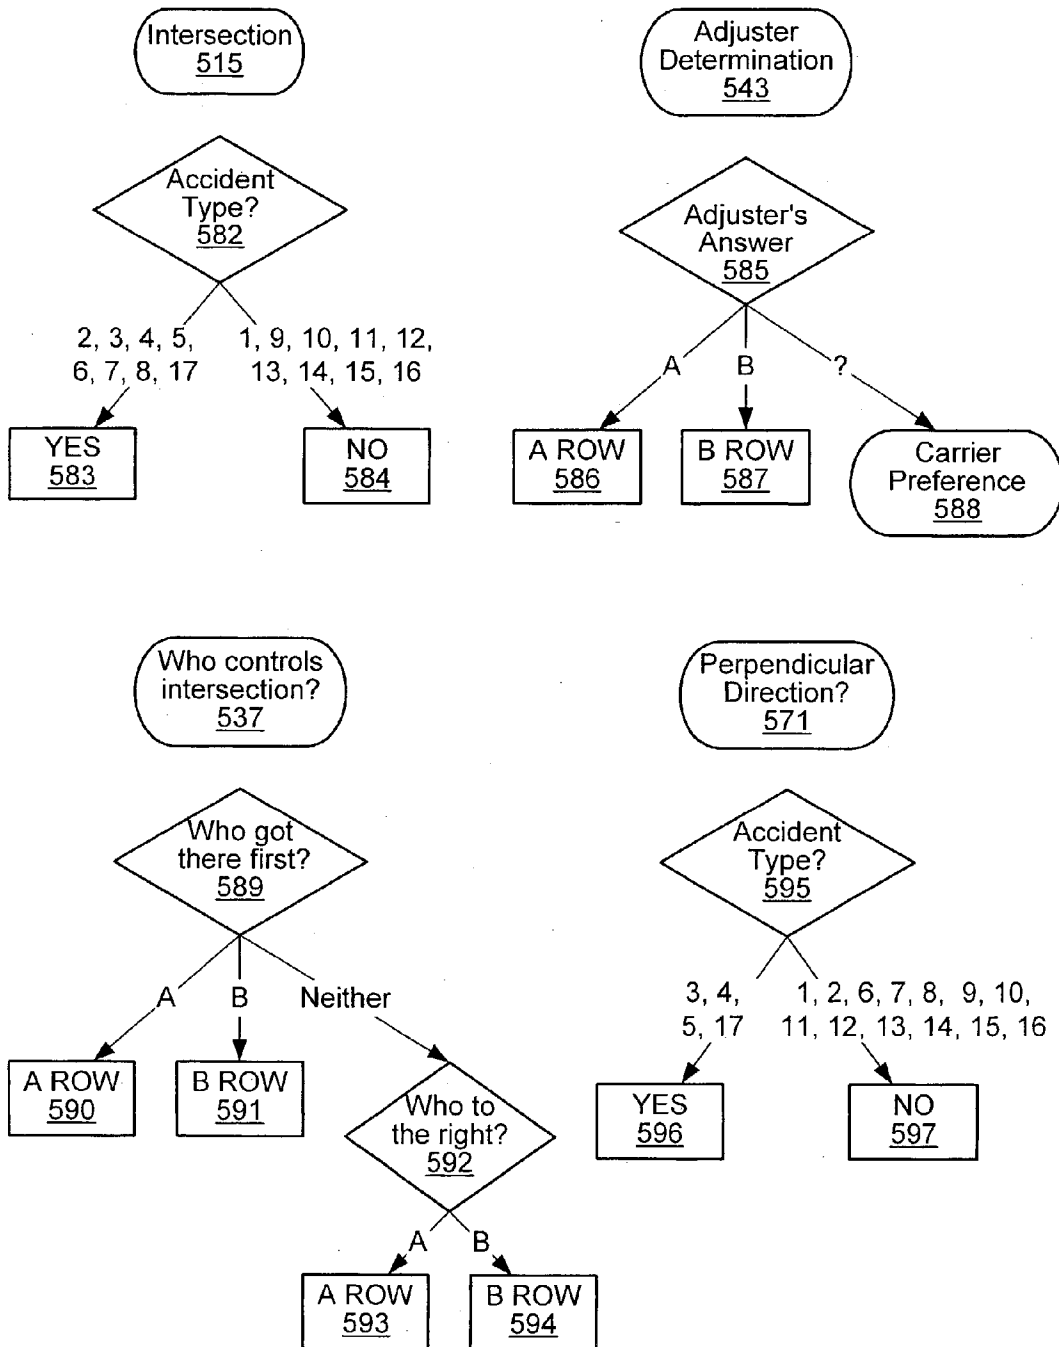 Intersection
515
Accident
Type?
582
2, 3, 4, 5,
6, 7, 8, 17
1, 9, 10, 11, 12,
13, 14, 15, 16
YES
583
NO
584
Adjuster
Determination
543
Adjuster's
Answer
585
A
B
?
A ROW
586
B ROW
587
Carrier
Preference
588
Who controls
intersection?
537
Who got
there first?
589
A
B
Neither
A ROW
590
B ROW
591
Who to
the right?
592
A
B
A ROW
593
B ROW
594
Perpendicular
Direction?
571
Accident
Type?
595
3, 4,
5, 17
1, 2, 6, 7, 8, 9, 10,
11, 12, 13, 14, 15, 16
YES
596
NO
597